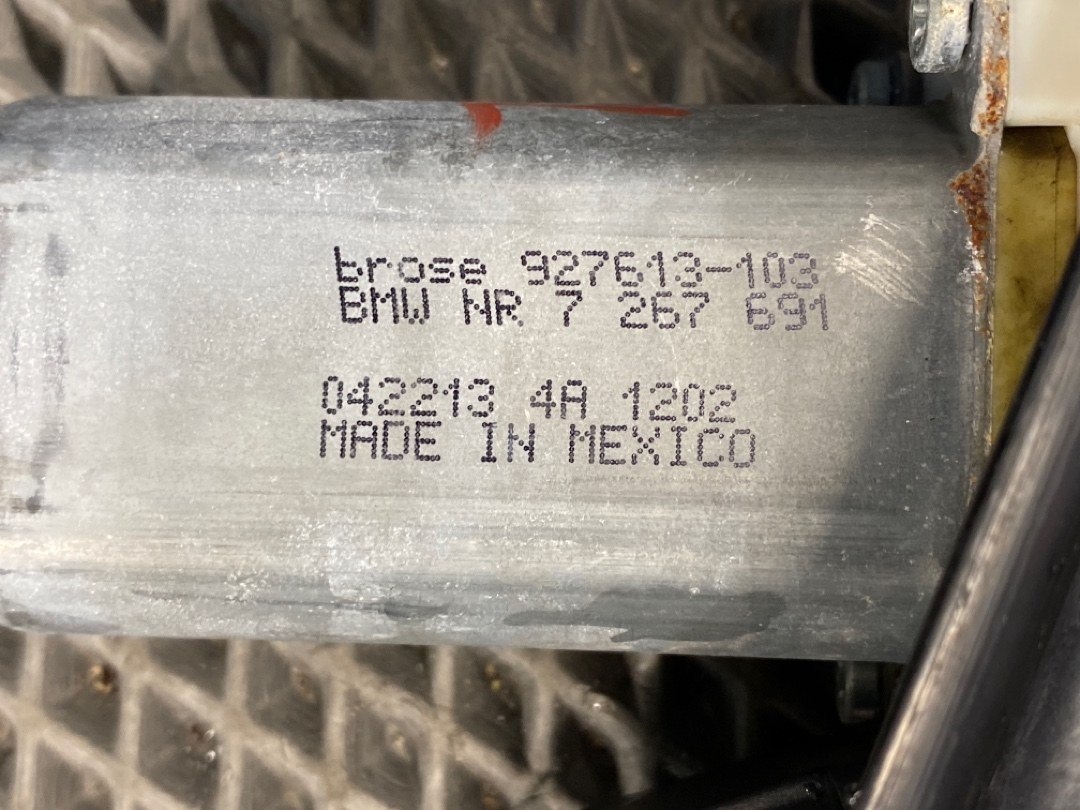 brose 927613-103
BMW NR 7 267 691
042213 4A 1202
MADE IN MEXICO